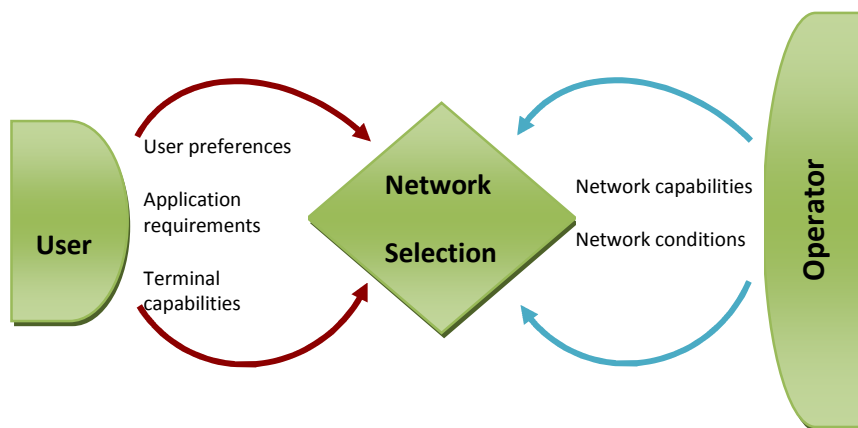 User
User preferences
Application
requirements
Terminal
capabilities
Network
Selection
Network capabilities
Network conditions
Operator